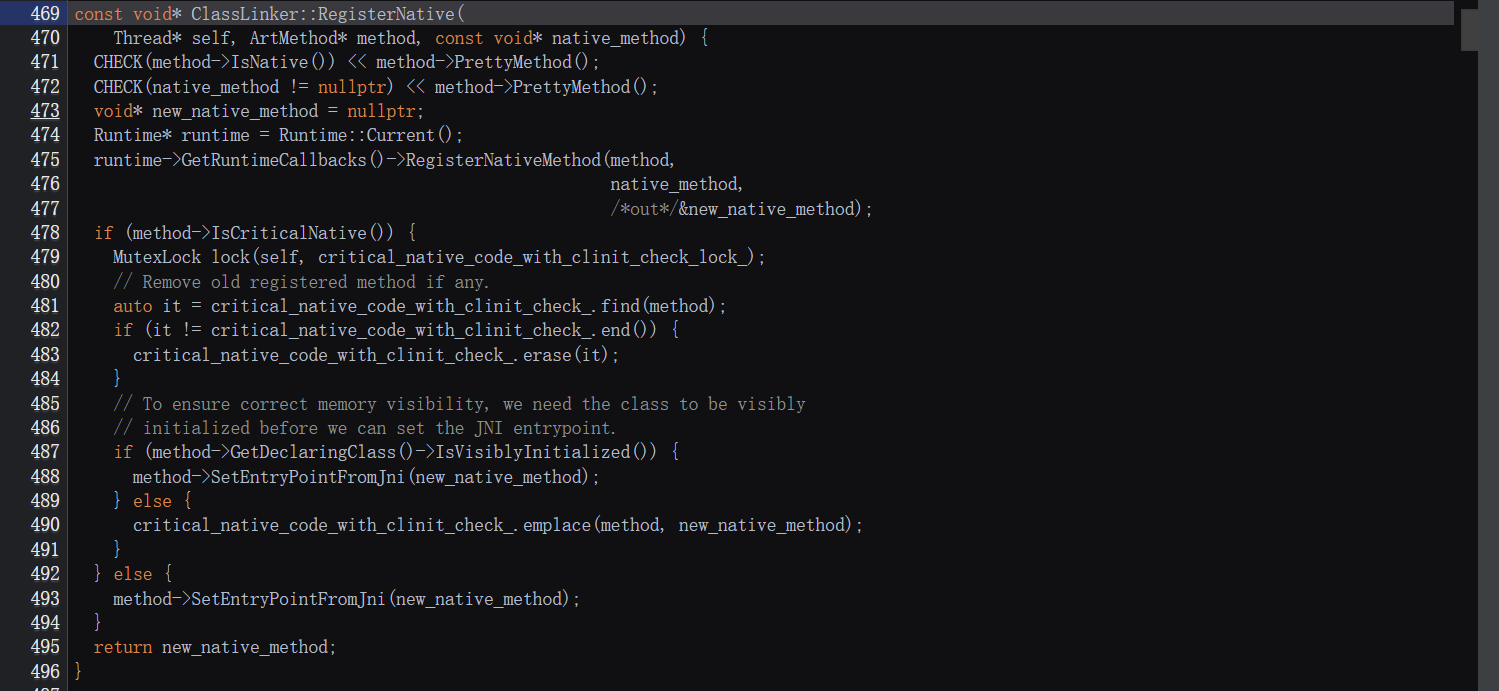 469 const void* ClassLinker::RegisterNative(
470     Thread* self, ArtMethod* method, const void* native_method) {
471   CHECK(method->IsNative()) << method->PrettyMethod();
472   CHECK(native_method != nullptr) << method->PrettyMethod();
473   void* new_native_method = nullptr;
474   Runtime* runtime = Runtime::Current();
475   runtime->GetRuntimeCallbacks()->RegisterNativeMethod(method,
476                                                        native_method,
477                                                        /*out*/&new_native_method);
478   if (method->IsCriticalNative()) {
479     MutexLock lock(self, critical_native_code_with_clinit_check_lock_);
480     // Remove old registered method if any.
481     auto it = critical_native_code_with_clinit_check_.find(method);
482     if (it != critical_native_code_with_clinit_check_.end()) {
483       critical_native_code_with_clinit_check_.erase(it);
484     }
485     // To ensure correct memory visibility, we need the class to be visibly
486     // initialized before we can set the JNI entrypoint.
487     if (method->GetDeclaringClass()->IsVisiblyInitialized()) {
488       method->SetEntryPointFromJni(new_native_method);
489     } else {
490       critical_native_code_with_clinit_check_.emplace(method, new_native_method);
491     }
492   } else {
493     method->SetEntryPointFromJni(new_native_method);
494   }
495   return new_native_method;
496 }